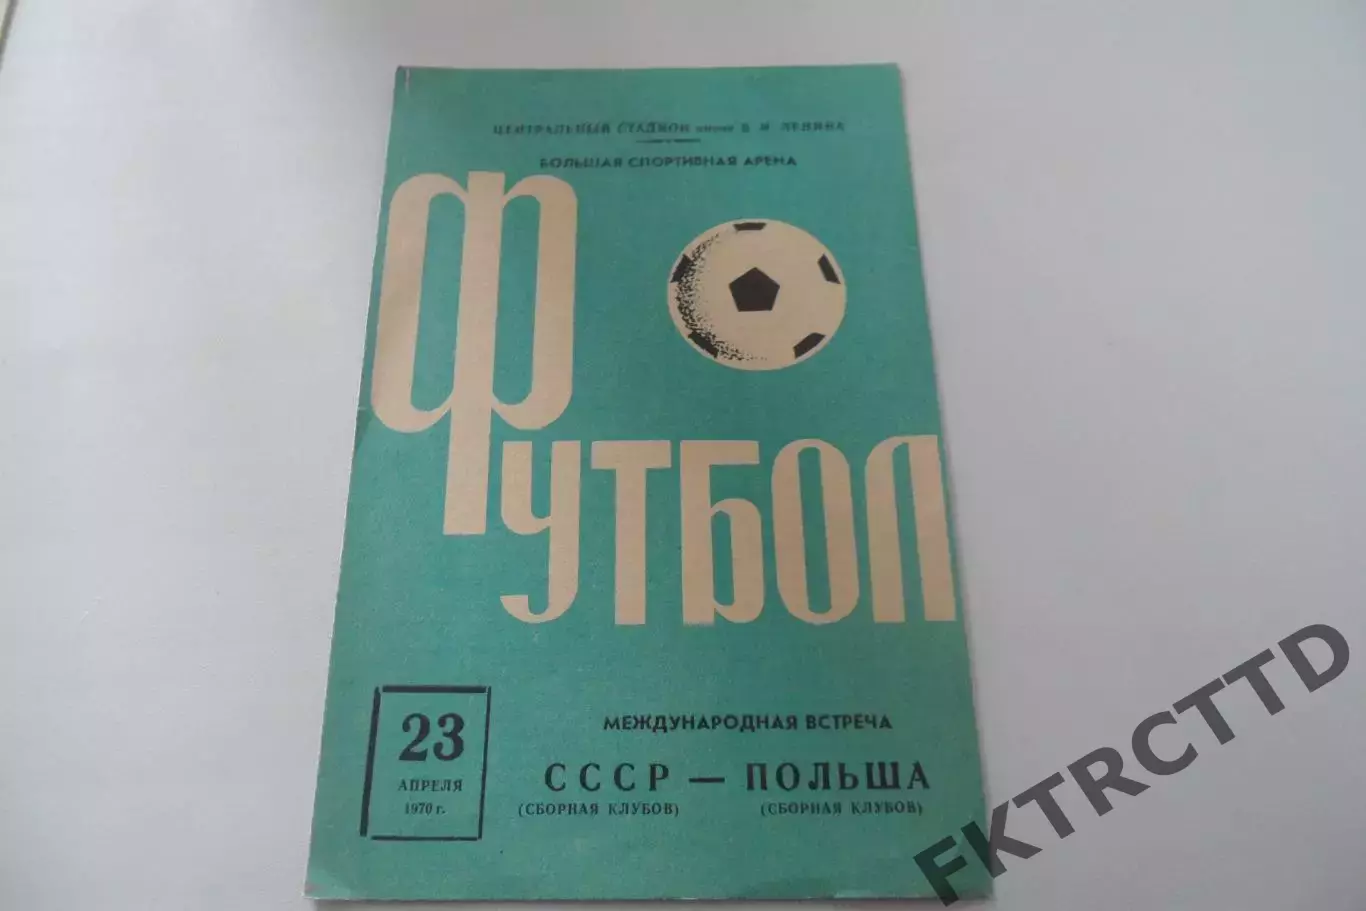 ЦЕНТРАЛЬНЫЙ СТАДИОН имени В. И. ЛЕНИНА
БОЛЬШАЯ СПОРТИВНАЯ АРЕНА
ФУТБОЛ
23
АПРЕЛЯ
1970 г.
МЕЖДУНАРОДНАЯ ВСТРЕЧА
СССР — ПОЛЬША
(СБОРНАЯ КЛУБОВ) (СБОРНАЯ КЛУБОВ)
FKTRCTTD